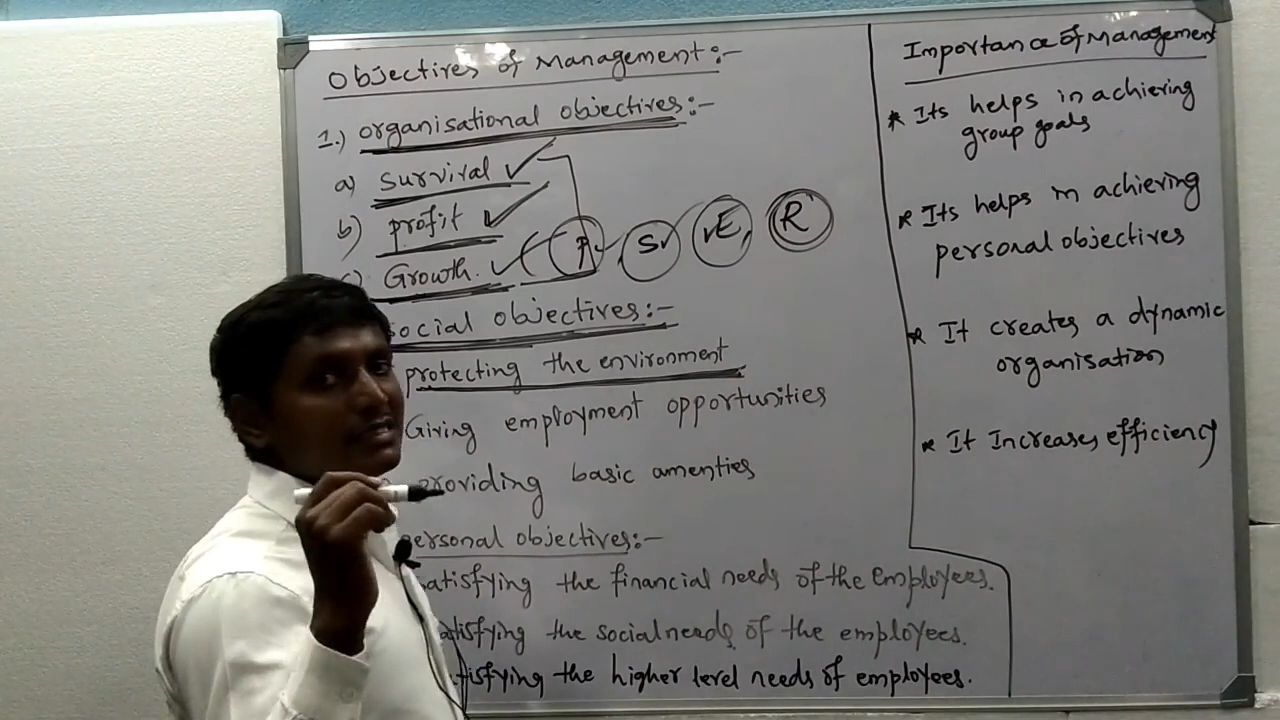 Objectives of Management:-
1.) organisational objectives:-
a) survival
b) profit
c) Growth.
P S E R
social objectives:-
protecting the environment
Giving employment opportunities
providing basic amenties
personal objectives:-
satisfying the financial needs of the employees.
satisfying the social needs of the employees.
satisfying the higher level needs of employees.
Importance of Management
* Its helps in achieving
group goals
* Its helps in achieving
personal objectives
* It creates a dynamic
organisation
* It Increases efficiency